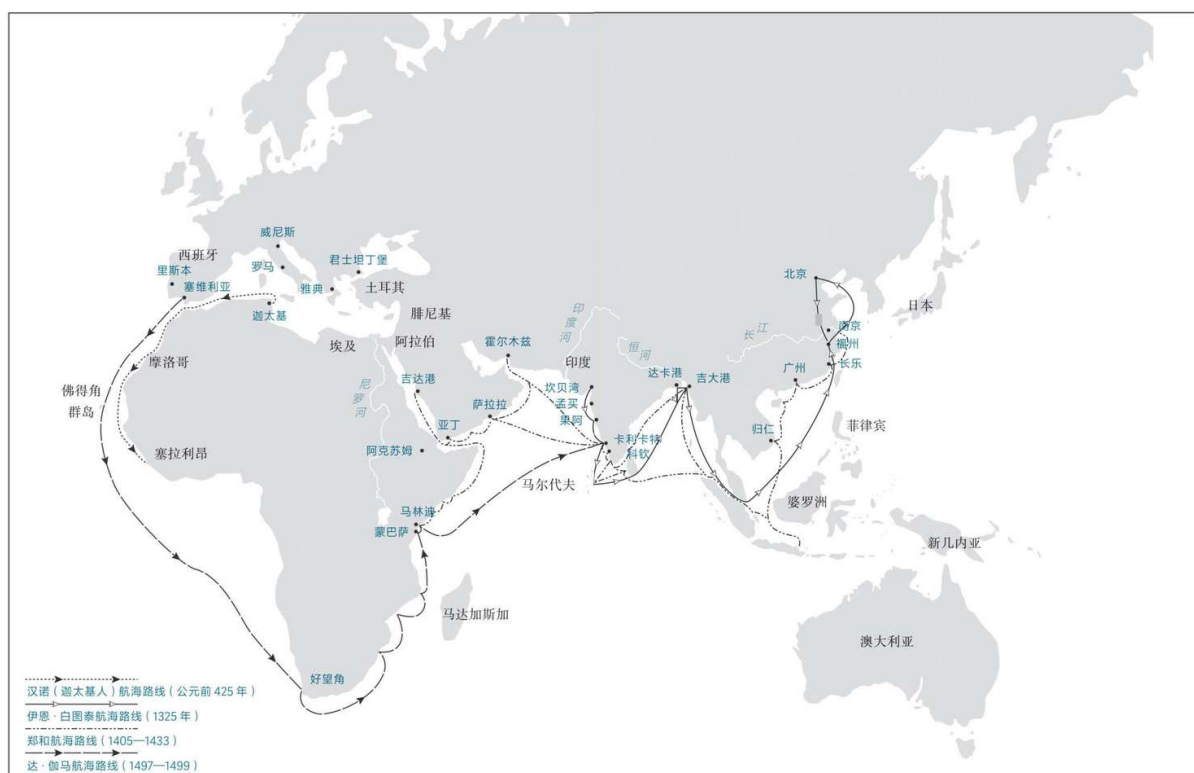 威尼斯
西班牙
君士坦丁堡
里斯本
罗马
塞维利亚
雅典
土耳其
迦太基
腓尼基
北京
日本
印度河
长江
南京
埃及
阿拉伯
霍尔木兹
恒河
福州
摩洛哥
印度
长乐
吉达港
达卡港
吉大港
广州
佛得角
群岛
尼罗河
坎贝湾
孟买
萨拉拉
果阿
亚丁
菲律宾
归仁
塞拉利昂
阿克苏姆
卡利卡特
科钦
马尔代夫
婆罗洲
马林迪
蒙巴萨
新几内亚
马达加斯加
澳大利亚
好望角
汉诺（迦太基人）航海路线（公元前425年）
伊恩·白图泰航海路线（1325年）
郑和航海路线（1405—1433）
达·伽马航海路线（1497—1499）